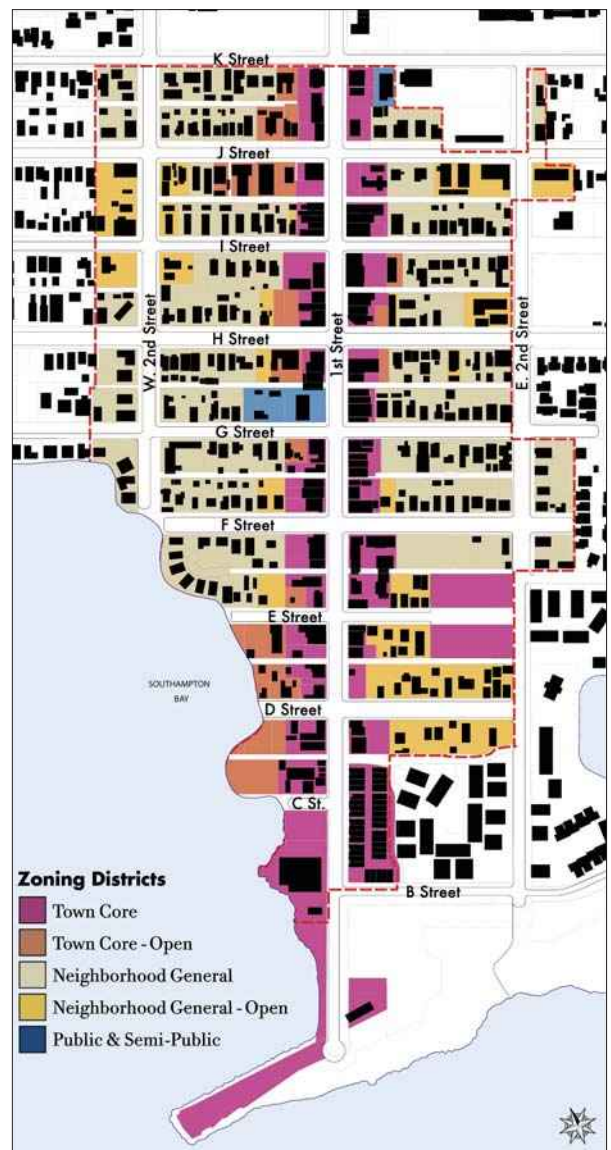 K Street
J Street
I Street
W. 2nd Street
1st Street
E. 2nd Street
H Street
G Street
F Street
E Street
SOUTHAMPTON
BAY
D Street
C St.
B Street
Zoning Districts
Town Core
Town Core - Open
Neighborhood General
Neighborhood General - Open
Public & Semi-Public